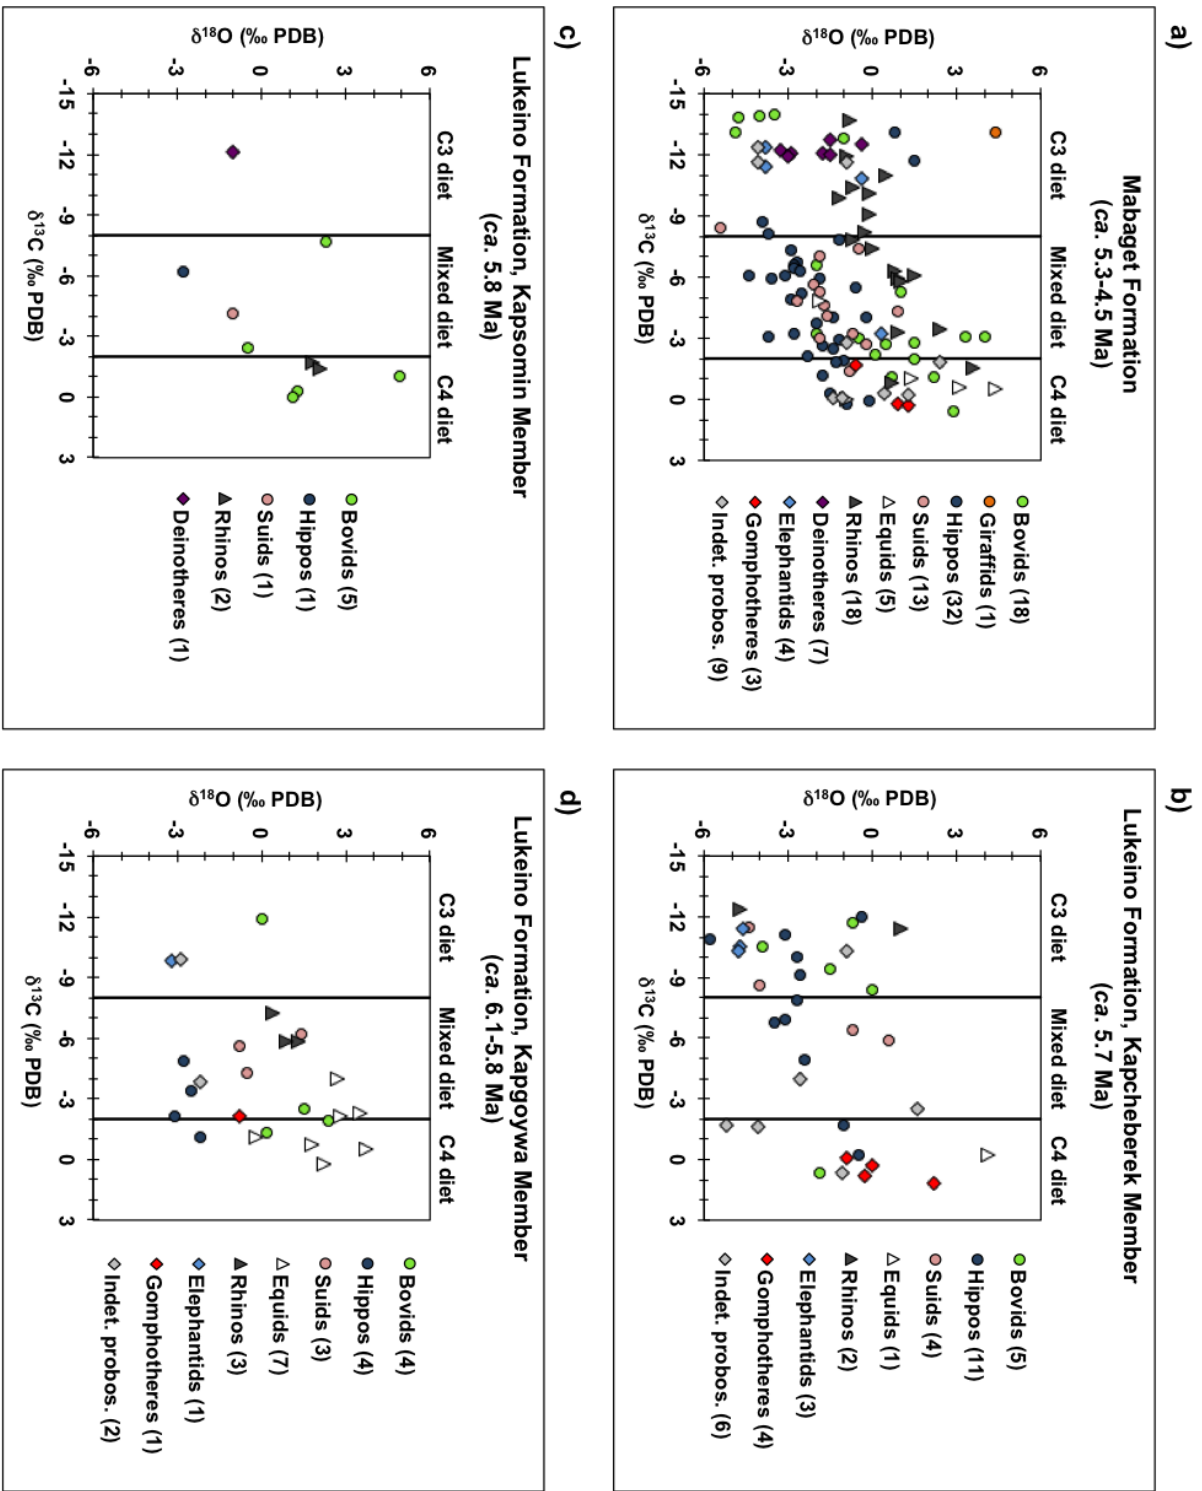 a)
Mabaget Formation
(ca. 5.3-4.5 Ma)
C3 diet Mixed diet C4 diet
6
3
0
-3
-6
δ18O (‰ PDB)
-15 -12 -9 -6 -3 0 3
δ13C (‰ PDB)
Bovids (18)
Giraffids (1)
Hippos (32)
Suids (13)
Equids (5)
Rhinos (18)
Deinotheres (7)
Elephantids (4)
Gomphotheres (3)
Indet. probos. (9)
b)
Lukeino Formation, Kapcheberek Member
(ca. 5.7 Ma)
C3 diet Mixed diet C4 diet
6
3
0
-3
-6
δ18O (‰ PDB)
-15 -12 -9 -6 -3 0 3
δ13C (‰ PDB)
Bovids (5)
Hippos (11)
Suids (4)
Equids (1)
Rhinos (2)
Elephantids (3)
Gomphotheres (4)
Indet. probos. (6)
c)
Lukeino Formation, Kapsomin Member
(ca. 5.8 Ma)
C3 diet Mixed diet C4 diet
6
3
0
-3
-6
δ18O (‰ PDB)
-15 -12 -9 -6 -3 0 3
δ13C (‰ PDB)
Bovids (5)
Hippos (1)
Suids (1)
Rhinos (2)
Deinotheres (1)
d)
Lukeino Formation, Kapgoywa Member
(ca. 6.1-5.8 Ma)
C3 diet Mixed diet C4 diet
6
3
0
-3
-6
δ18O (‰ PDB)
-15 -12 -9 -6 -3 0 3
δ13C (‰ PDB)
Bovids (4)
Hippos (4)
Suids (3)
Equids (7)
Rhinos (3)
Elephantids (1)
Gomphotheres (1)
Indet. probos. (2)